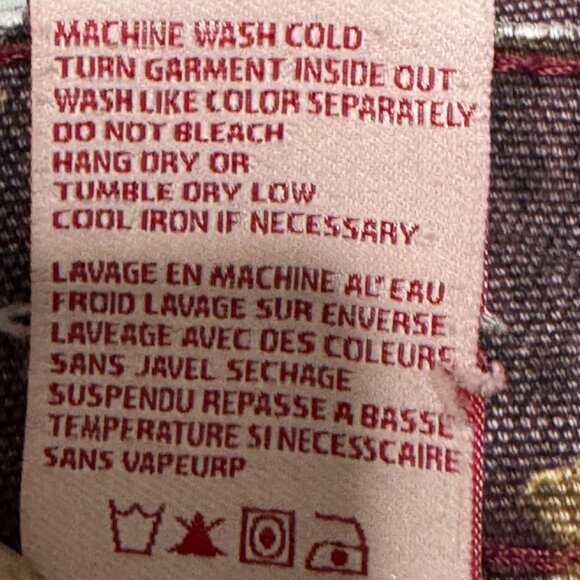 MACHINE WASH COLD
TURN GARMENT INSIDE OUT
WASH LIKE COLOR SEPARATELY
DO NOT BLEACH
HANG DRY OR
TUMBLE DRY LOW
COOL IRON IF NECESSARY
LAVAGE EN MACHINE AL'EAU
FROID LAVAGE SUR ENVERSE
LAVEAGE AVEC DES COLEURS
SANS JAVEL SECHAGE
SUSPENDU REPASSE A BASSE
TEMPERATURE SI NECESSCAIRE
SANS VAPEURP